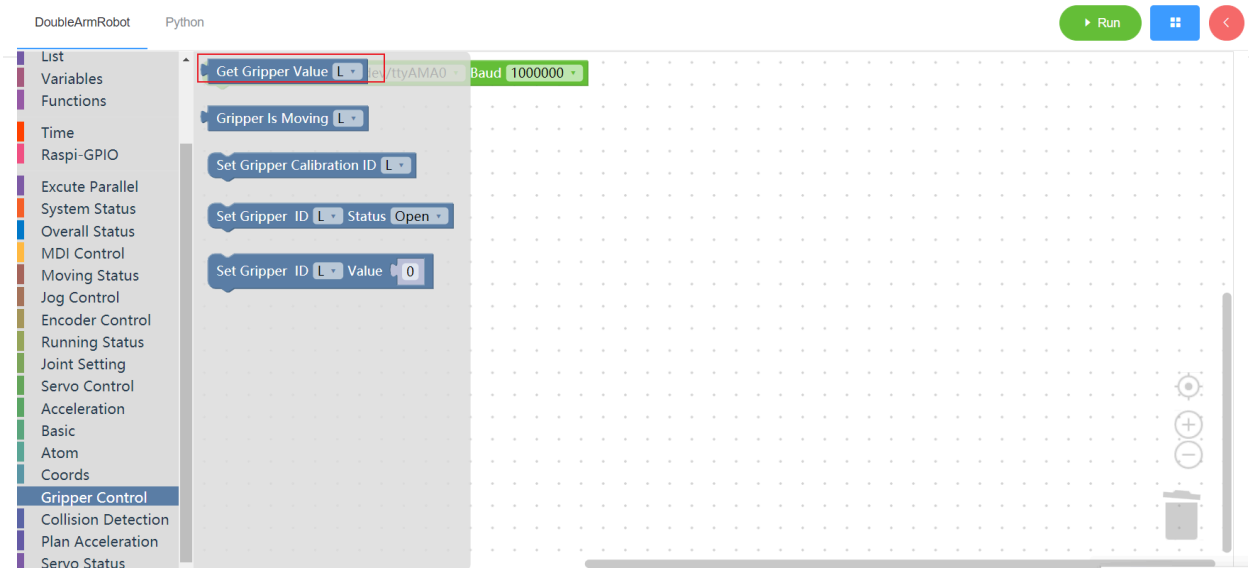 DoubleArmRobot Python Run
List
Variables
Functions
Time
Raspi-GPIO
Excute Parallel
System Status
Overall Status
MDI Control
Moving Status
Jog Control
Encoder Control
Running Status
Joint Setting
Servo Control
Acceleration
Basic
Atom
Coords
Gripper Control
Collision Detection
Plan Acceleration
Servo Status
Get Gripper Value L
dev/ttyAMA0 Baud 1000000
Gripper Is Moving L
Set Gripper Calibration ID L
Set Gripper ID L Status Open
Set Gripper ID L Value 0